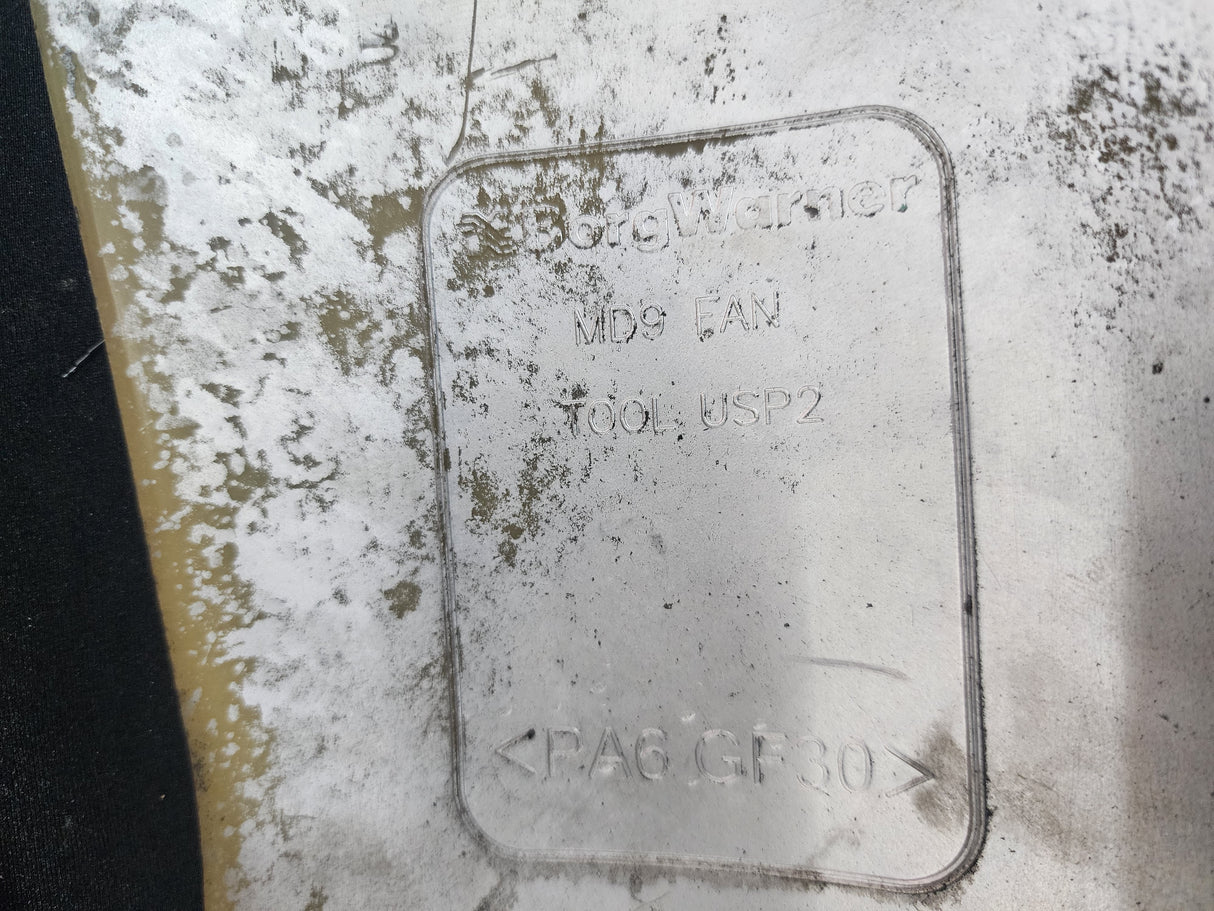 BorgWarner
MD9 FAN
TOOL USP2
<PA6 GF30>